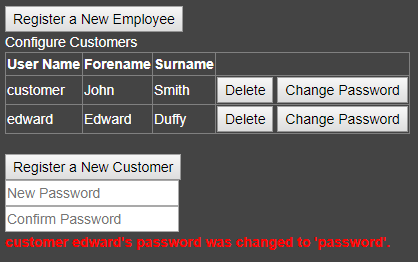 Register a New Employee
Configure Customers
User Name Forename Surname
customer John Smith Delete Change Password
edward Edward Duffy Delete Change Password
Register a New Customer
New Password
Confirm Password
customer edward's password was changed to 'password'.